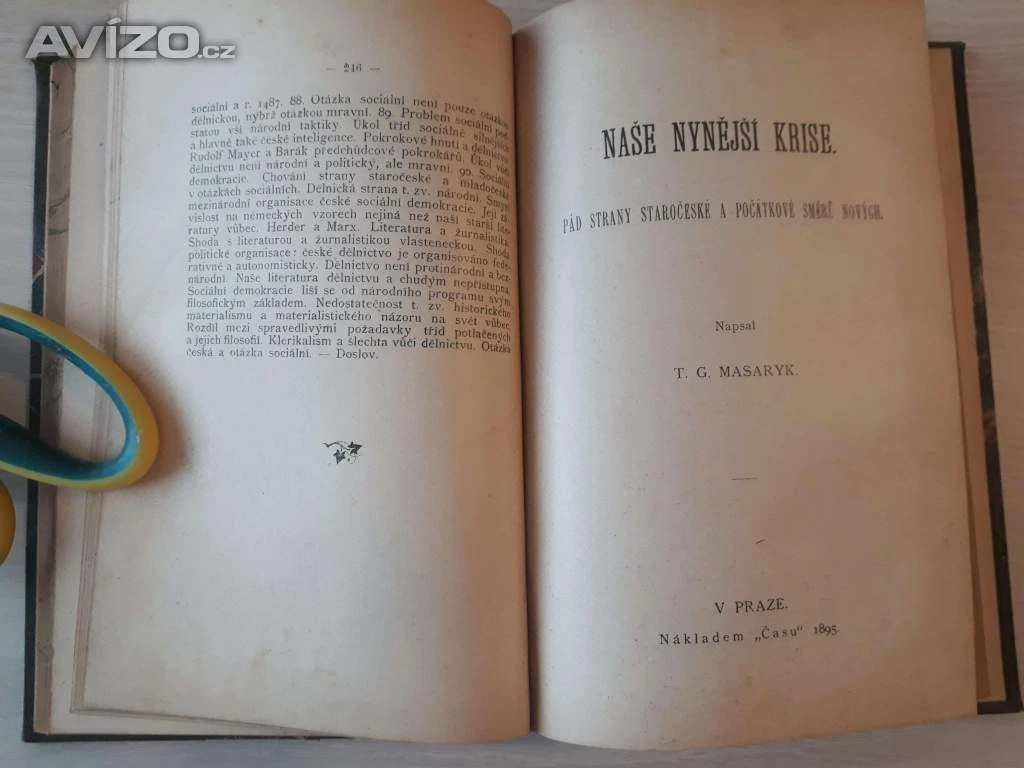 AVÍZO.cz
— 246 —
sociální a r. 1487. 88. Otázka sociální není pouze otázkou
dělnickou, nýbrž otázkou mravní. 89. Problem sociální pod-
statou vší národní taktiky. Úkol tříd sociálně silnějších
a hlavně také české inteligence. Pokrokové hnutí a dělnictvo.
Rudolf Mayer a Barák předchůdcové pokrokářů. Úkol vůči
dělnictvu není národní a politický, ale mravní. 90. Sociální
demokracie. Chování strany staročeské a mladočeské
v otázkách sociálních. Dělnická strana t. zv. národní.
mezinárodní organisace české sociální demokracie. Její zá-
vislost na německých vzorech nejiná než naší starší lite-
ratury vůbec. Herder a Marx. Literatura a žurnalistika.
Shoda s literaturou a žurnalistikou vlasteneckou. Shoda
politické organisace: české dělnictvo je organisováno fede-
rativně a autonomisticky. Dělnictvo není protinárodní a bez-
národní. Naše literatura dělnictvu a chudým nepřístupna.
Sociální demokracie liší se od národního programu svým
filosofickým základem. Nedostatečnost t. zv. historického
materialismu a materialistického názoru na svět vůbec.
Rozdíl mezi spravedlivými požadavky tříd potlačených
a jejich filosofií. Klerikalism a šlechta vůči dělnictvu. Otázka
česká a otázka sociální. — Doslov.
NAŠE NYNĚJŠÍ KRISE.
PÁD STRANY STAROČESKÉ A POČÁTKOVÉ SMĚRŮ NOVÝCH.
Napsal
T. G. MASARYK.
V PRAZE.
Nákladem „Času" 1895.